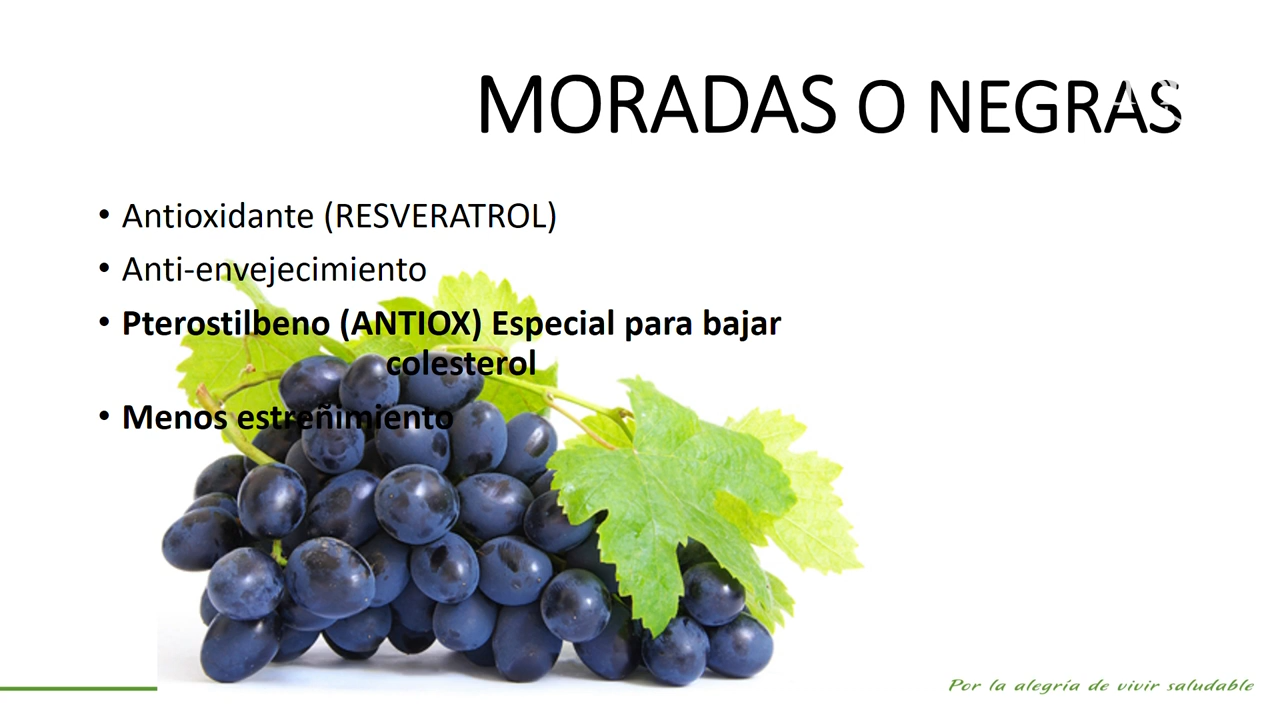 MORADAS O NEGRAS
• Antioxidante (RESVERATROL)
• Anti-envejecimiento
• Pterostilbeno (ANTIOX) Especial para bajar
colesterol
• Menos estreñimiento
Por la alegría de vivir saludable